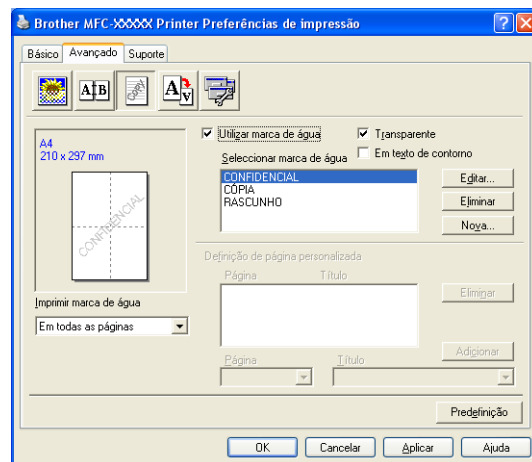 Brother MFC-XXXXX Printer Preferências de impressão
Básico Avançado Suporte
A B
COPY
A
V
A4
210 x 297 mm
CONFIDENCIAL
Imprimir marca de água
Em todas as páginas
Utilizar marca de água
Transparente
Em texto de contorno
Seleccionar marca de água
CONFIDENCIAL
CÓPIA
RASCUNHO
Editar...
Eliminar
Nova...
Definição de página personalizada
Página Título
Eliminar
Adicionar
Página Título
Predefinição
OK Cancelar Aplicar Ajuda